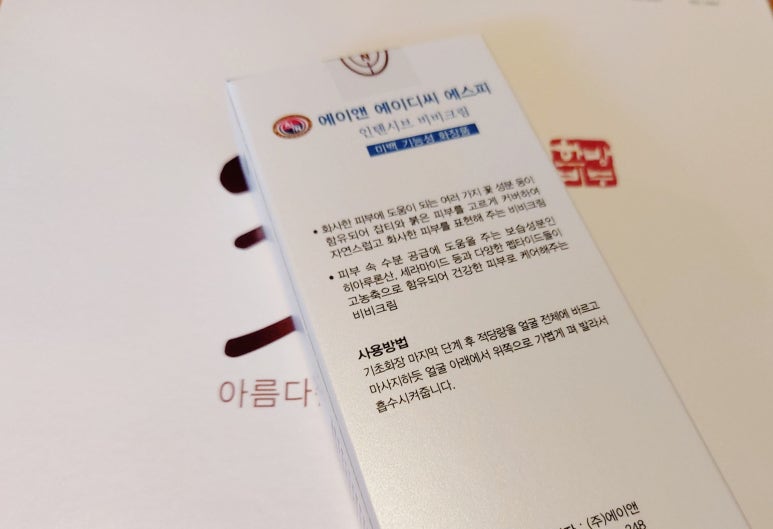 에이앤 에이디씨 에스피
인텐시브 비비크림
미백 기능성 화장품
• 화사한 피부에 도움이 되는 여러 가지 꽃 성분 등이
함유되어 잡티와 붉은 피부를 고르게 커버하여
자연스럽고 화사한 피부를 표현해 주는 비비크림
• 피부 속 수분 공급에 도움을 주는 보습성분인
히아루론산, 세라마이드 등과 다양한 펩타이드들이
고농축으로 함유되어 건강한 피부로 케어해주는
비비크림
사용방법
기초화장 마지막 단계 후 적당량을 얼굴 전체에 바르고
마사지하듯 얼굴 아래에서 위쪽으로 가볍게 펴 발라서
흡수시켜줍니다.
: (주)에이앤
248
아름다